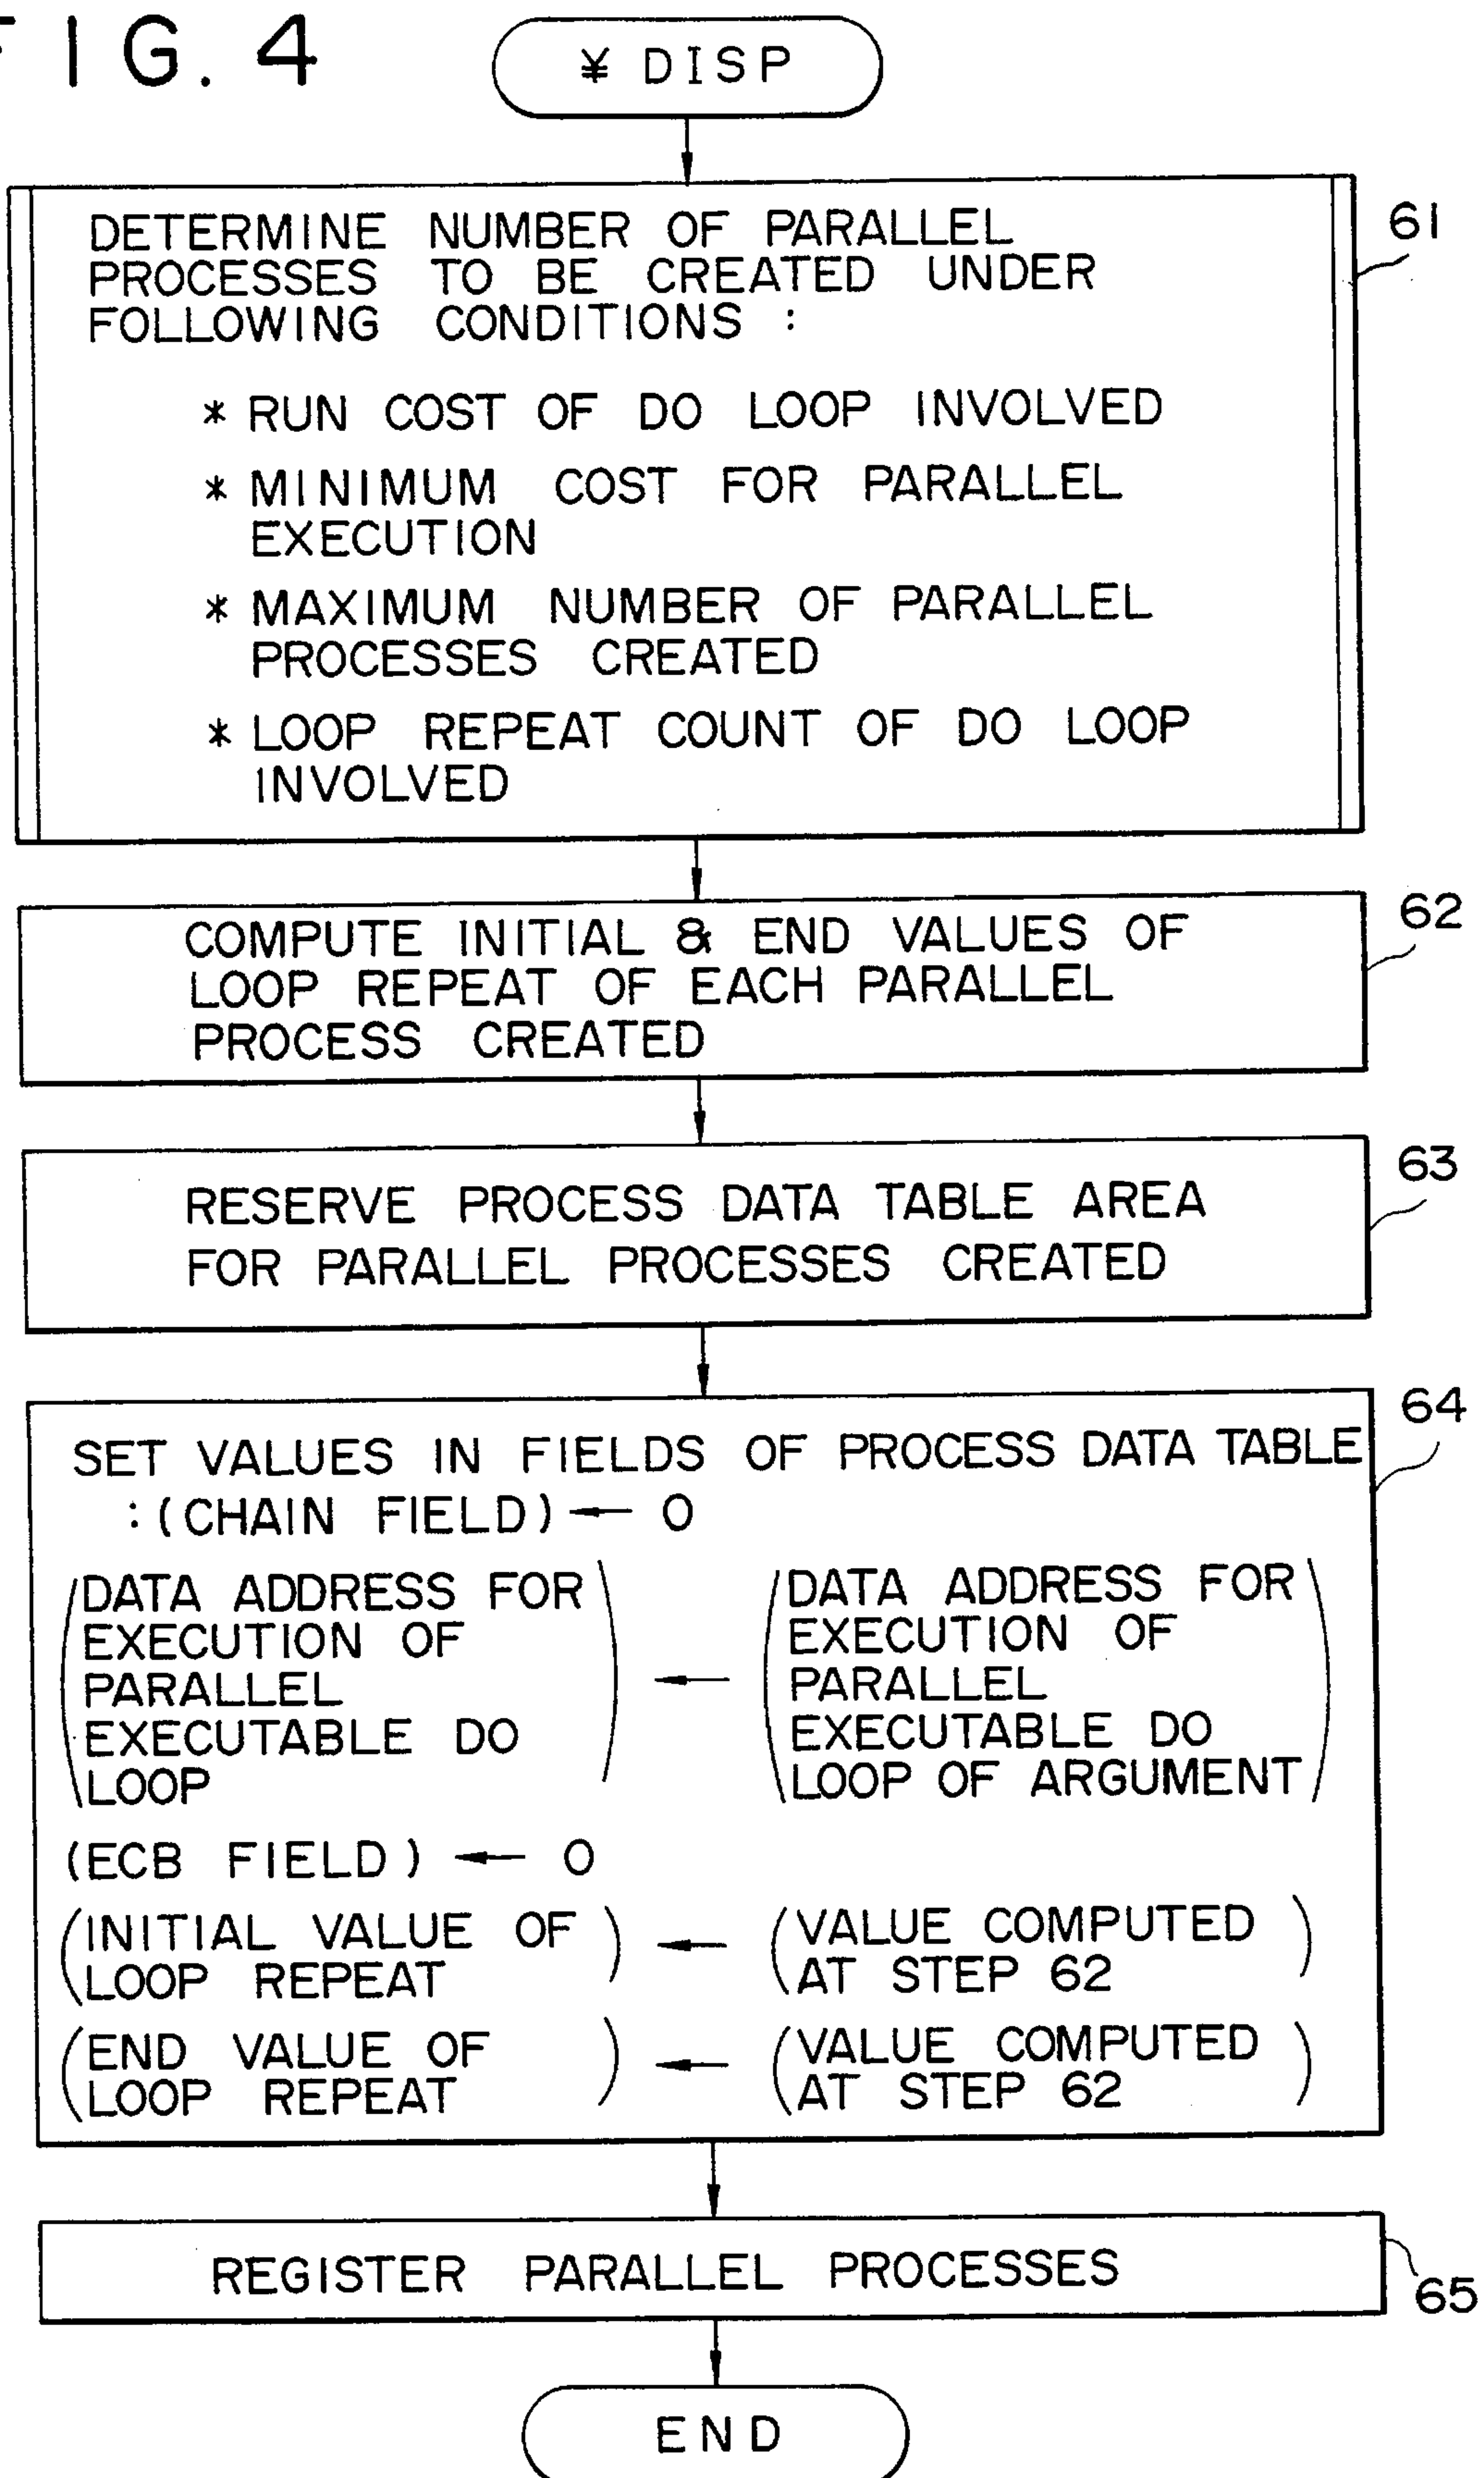 FIG. 4
¥ DISP
DETERMINE NUMBER OF PARALLEL
PROCESSES TO BE CREATED UNDER
FOLLOWING CONDITIONS :
61
* RUN COST OF DO LOOP INVOLVED
* MINIMUM COST FOR PARALLEL
EXECUTION
* MAXIMUM NUMBER OF PARALLEL
PROCESSES CREATED
* LOOP REPEAT COUNT OF DO LOOP
INVOLVED
62
COMPUTE INITIAL & END VALUES OF
LOOP REPEAT OF EACH PARALLEL
PROCESS CREATED
63
RESERVE PROCESS DATA TABLE AREA
FOR PARALLEL PROCESSES CREATED
64
SET VALUES IN FIELDS OF PROCESS DATA TABLE
: (CHAIN FIELD) ← 0
(DATA ADDRESS FOR
EXECUTION OF
PARALLEL
EXECUTABLE DO
LOOP) ←
(DATA ADDRESS FOR
EXECUTION OF
PARALLEL
EXECUTABLE DO
LOOP OF ARGUMENT)
(ECB FIELD) ← 0
(INITIAL VALUE OF
LOOP REPEAT) ←
(VALUE COMPUTED
AT STEP 62)
(END VALUE OF
LOOP REPEAT) ←
(VALUE COMPUTED
AT STEP 62)
REGISTER PARALLEL PROCESSES
65
END